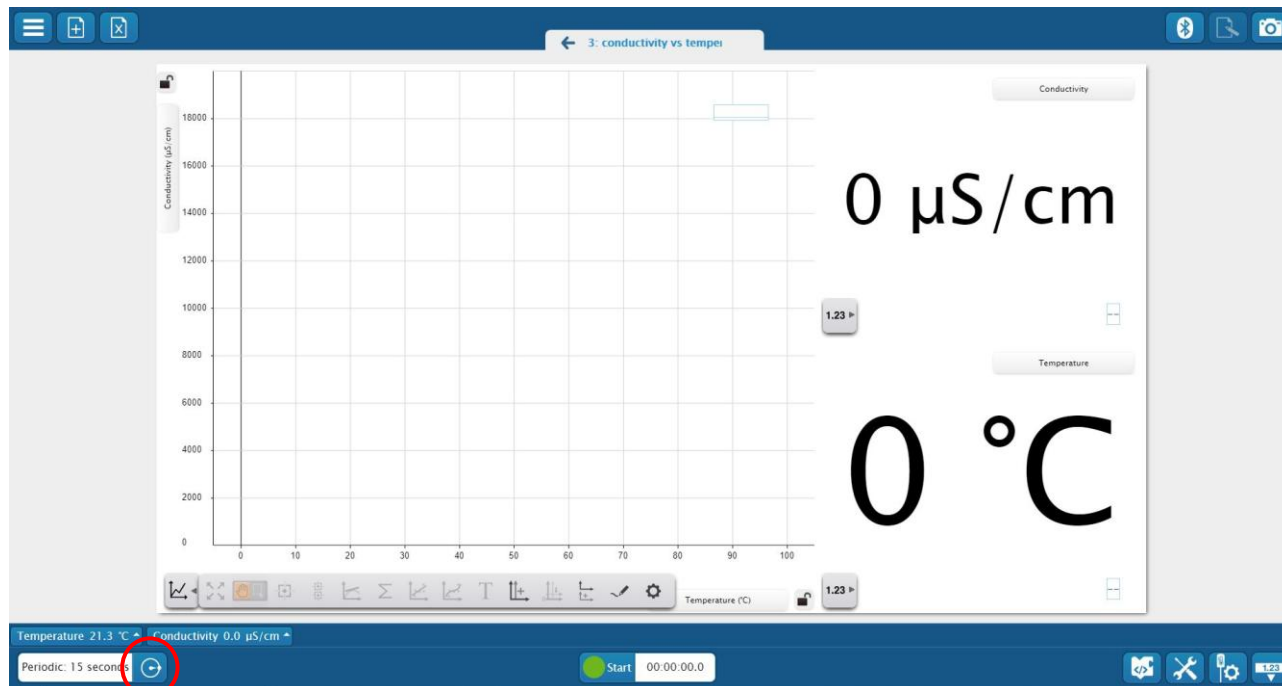 3: conductivity vs temper
Conductivity (µS/cm)
18000
16000
14000
12000
10000
8000
6000
4000
2000
0
0 10 20 30 40 50 60 70 80 90 100
T
Temperature (°C)
Conductivity
0 µS/cm
1.23
--
Temperature
0 °C
1.23
--
Temperature 21.3 °C Conductivity 0.0 µS/cm
Periodic: 15 seconds
Start 00:00:00.0
1.23